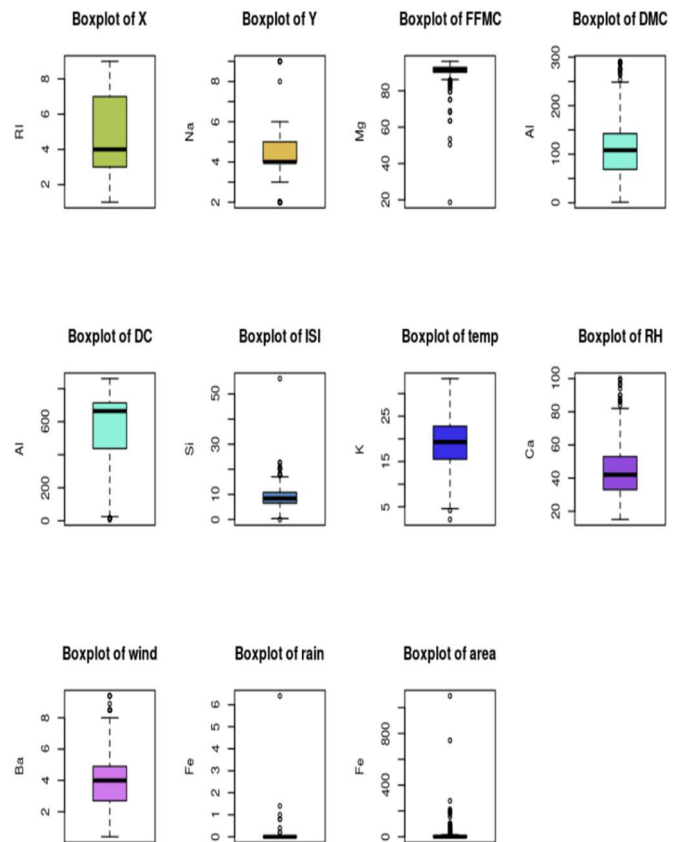 Boxplot of X
Boxplot of Y
Boxplot of FFMC
Boxplot of DMC
RI
2 4 6 8
Na
2 4 6 8
Mg
20 40 60 80
Al
0 100 200 300
Boxplot of DC
Boxplot of ISI
Boxplot of temp
Boxplot of RH
Al
0 200 600
Si
0 10 30 50
K
5 15 25
Ca
20 40 60 80 100
Boxplot of wind
Boxplot of rain
Boxplot of area
Ba
2 4 6 8
Fe
0 1 2 3 4 5 6
Fe
0 400 800